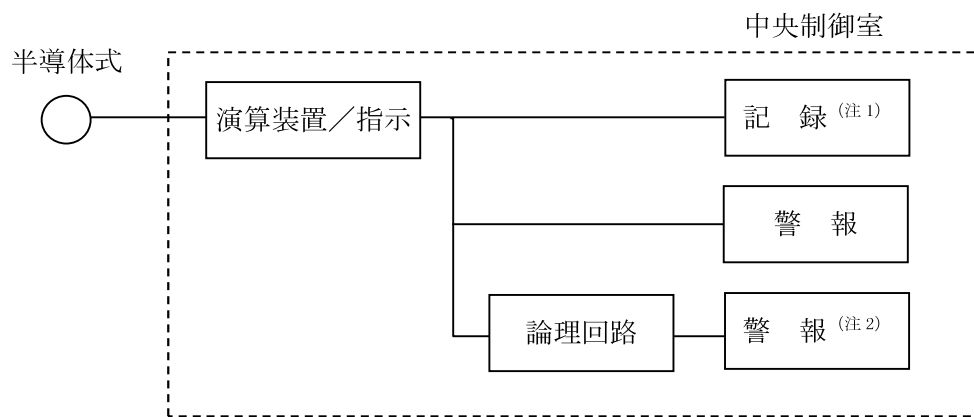 中央制御室
半導体式
演算装置／指示
記　録（注 1）
警　報
論理回路
警　報（注 2）